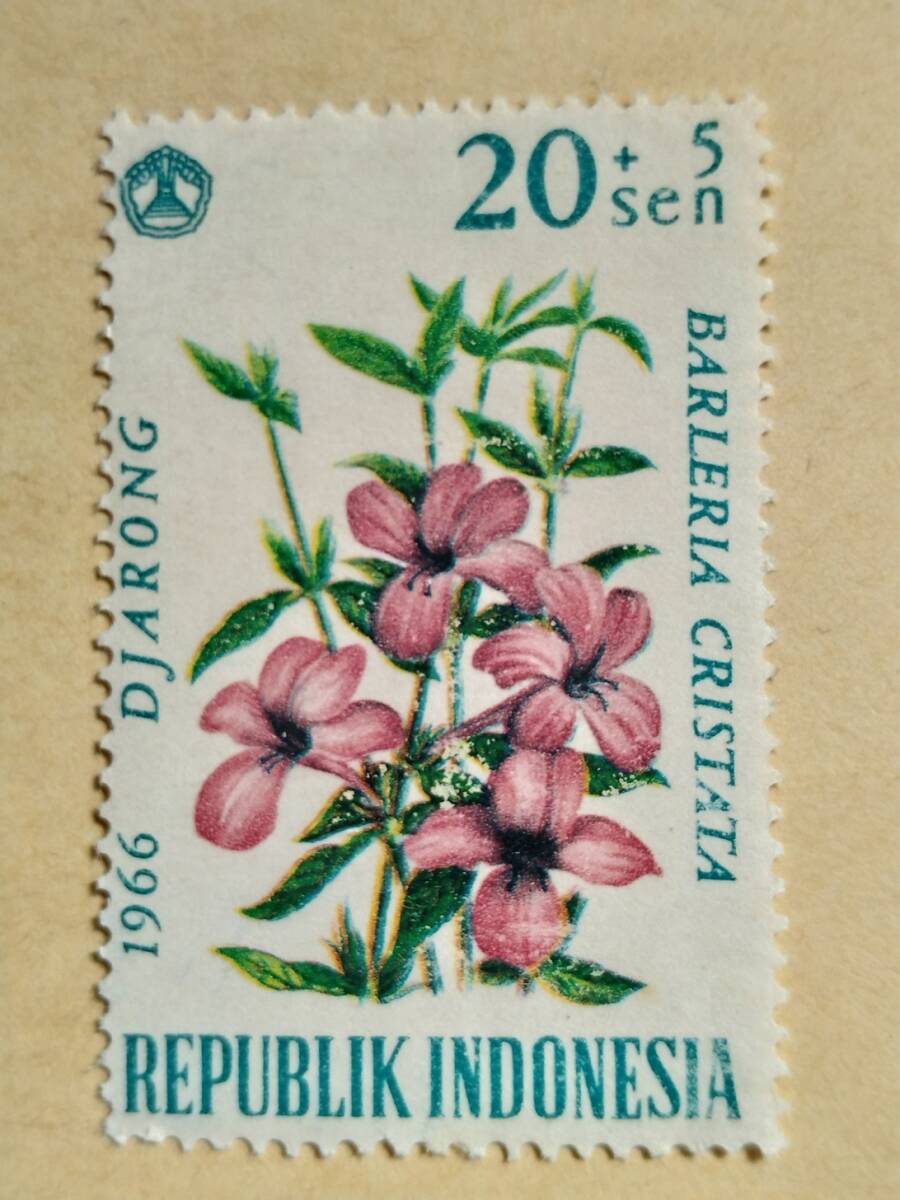 20 + 5 sen
BARLERIA CRISTATA
1966 DJARONG
REPUBLIK INDONESIA